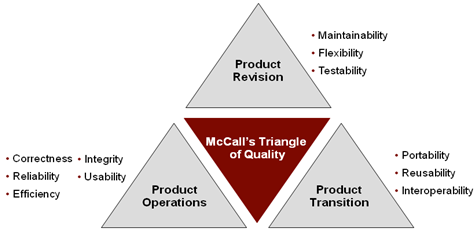 Product
Revision
• Maintainability
• Flexibility
• Testability
McCall's Triangle
of Quality
• Correctness
• Reliability
• Efficiency
• Integrity
• Usability
Product
Operations
Product
Transition
• Portability
• Reusability
• Interoperability